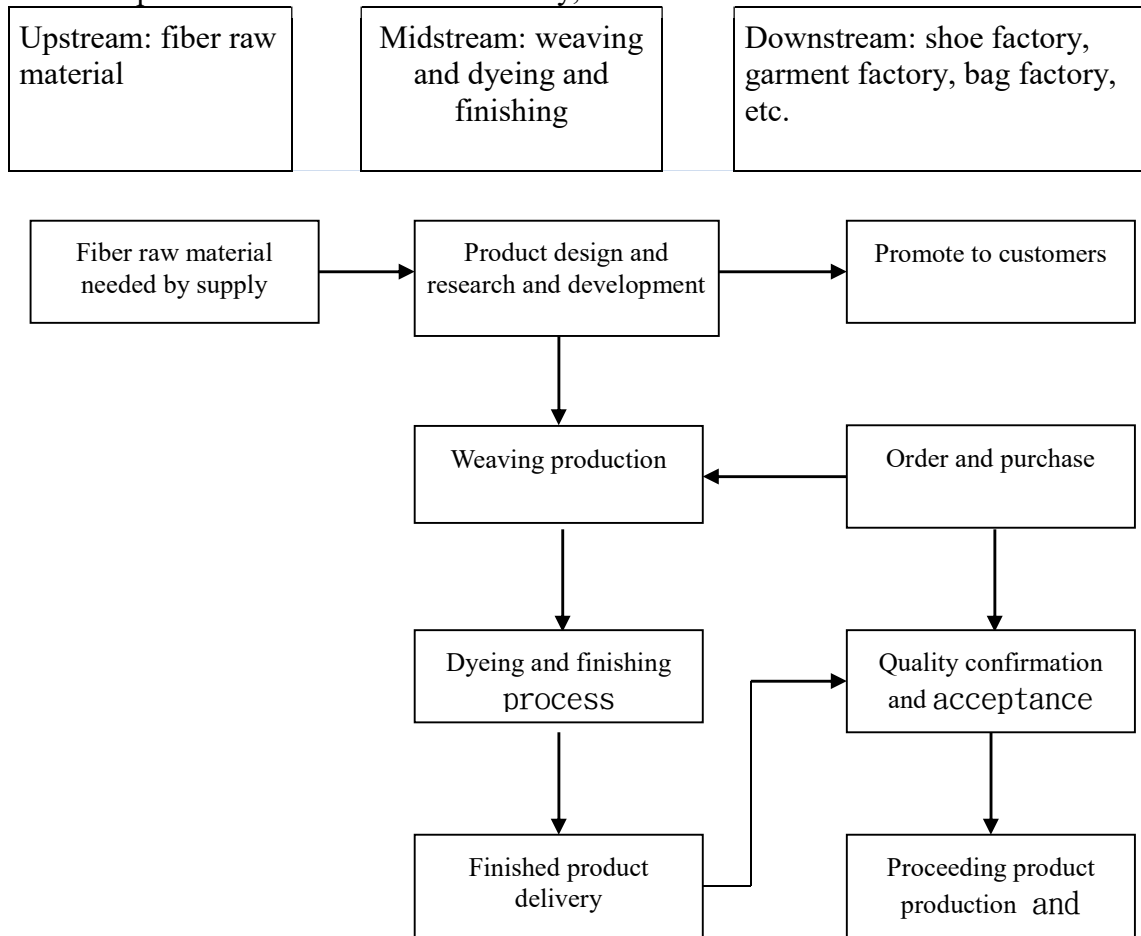 Upstream: fiber raw
material
Midstream: weaving
and dyeing and
finishing
Downstream: shoe factory,
garment factory, bag factory,
etc.
Fiber raw material
needed by supply
Product design and
research and development
Promote to customers
Weaving production
Order and purchase
Dyeing and finishing
process
Quality confirmation
and acceptance
Finished product
delivery
Proceeding product
production and